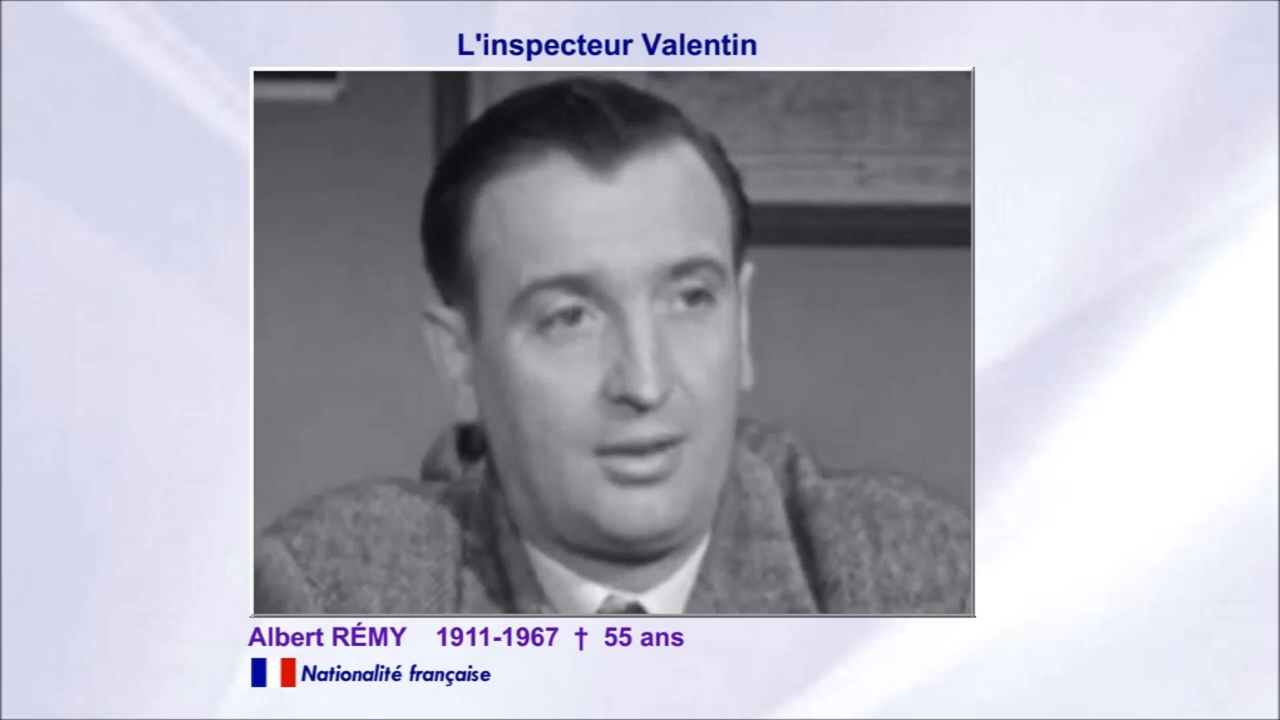 L'inspecteur Valentin
Albert RÉMY 1911-1967 † 55 ans
Nationalité française